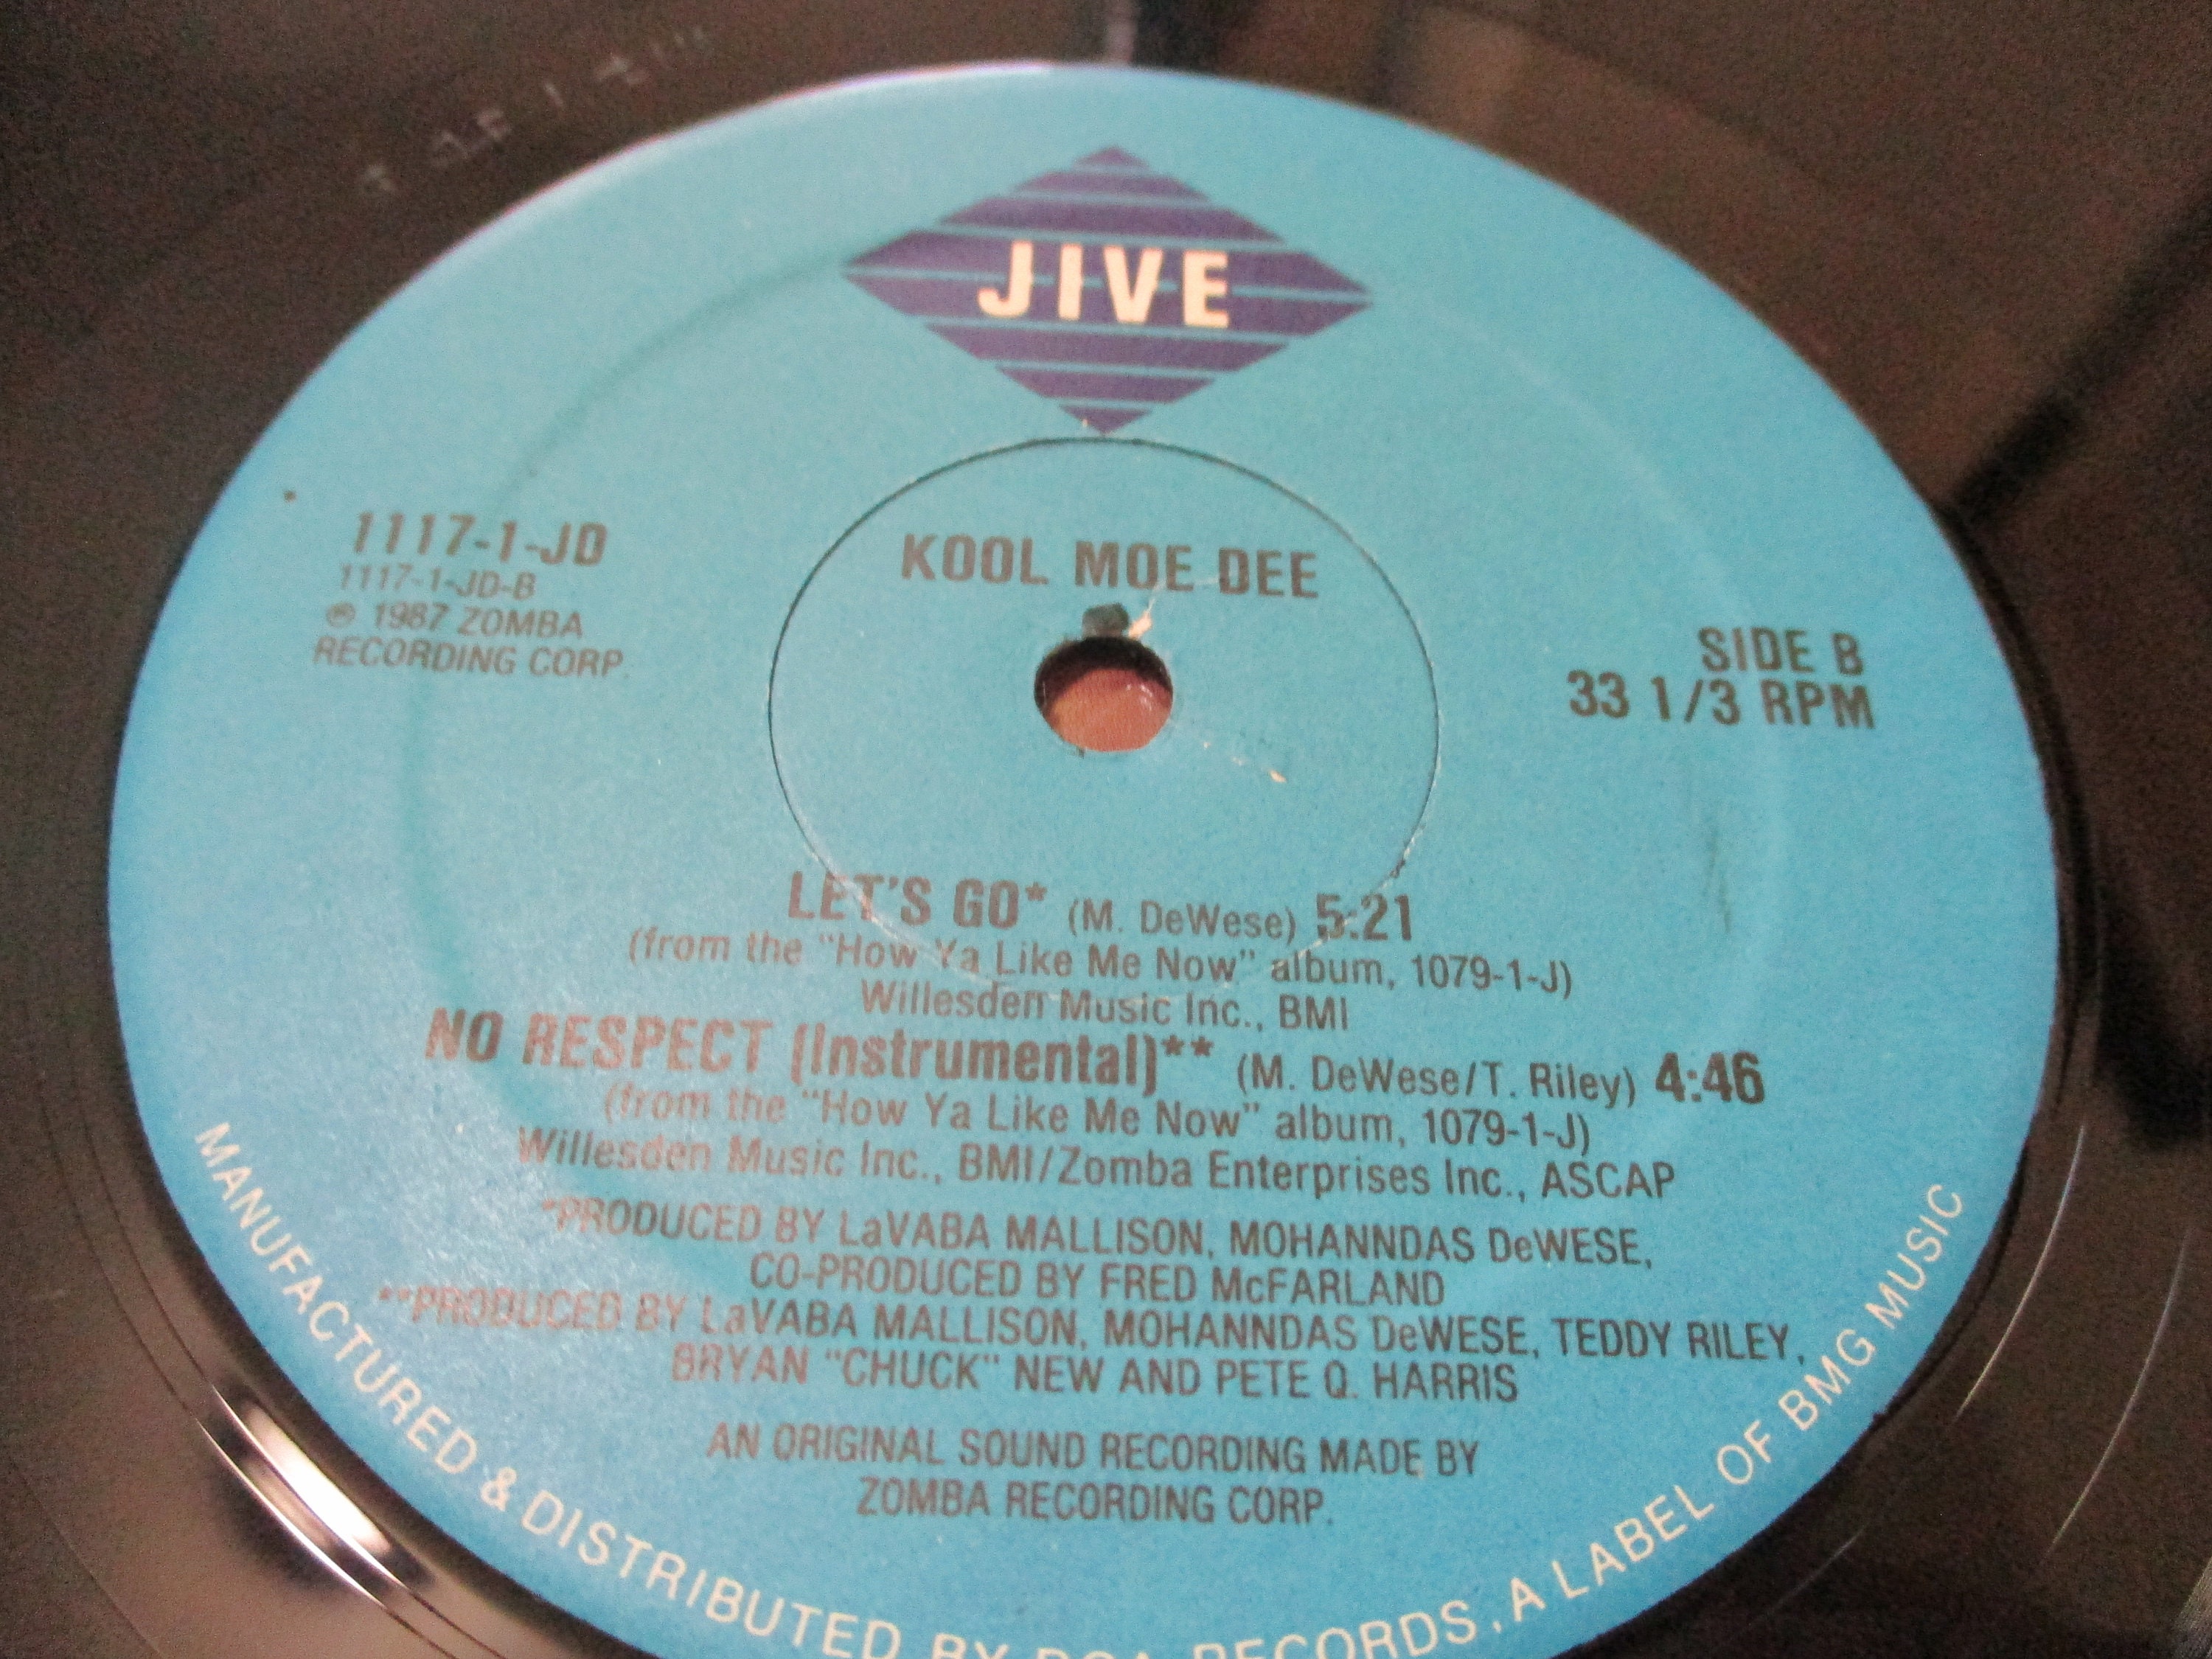 JIVE
KOOL MOE DEE
1117-1-JD
1117-1-JD-B
℗ 1987 ZOMBA
RECORDING CORP.
SIDE B
33 1/3 RPM
LET'S GO* (M. DeWese) 5:21
(from the "How Ya Like Me Now" album, 1079-1-J)
Willesden Music Inc., BMI
NO RESPECT (Instrumental)** (M. DeWese/T. Riley) 4:46
(from the "How Ya Like Me Now" album, 1079-1-J)
Willesden Music Inc., BMI/Zomba Enterprises Inc., ASCAP
*PRODUCED BY LaVABA MALLISON, MOHANNDAS DeWESE,
CO-PRODUCED BY FRED McFARLAND
**PRODUCED BY LaVABA MALLISON, MOHANNDAS DeWESE, TEDDY RILEY,
BRYAN "CHUCK" NEW AND PETE Q. HARRIS
AN ORIGINAL SOUND RECORDING MADE BY
ZOMBA RECORDING CORP.
MANUFACTURED & DISTRIBUTED BY RCA RECORDS, A LABEL OF BMG MUSIC